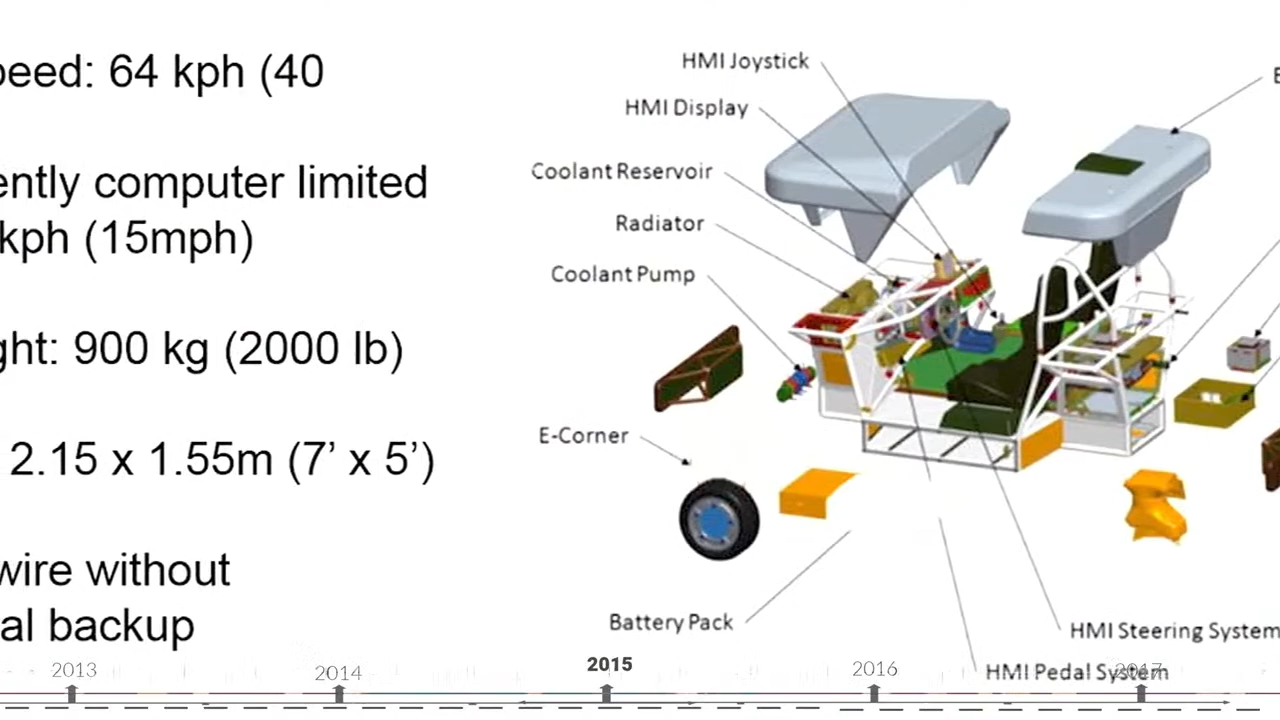 peed: 64 kph (40
ently computer limited
kph (15mph)
ght: 900 kg (2000 lb)
2.15 x 1.55m (7’ x 5’)
wire without
al backup
HMI Joystick
HMI Display
Coolant Reservoir
Radiator
Coolant Pump
E-Corner
Battery Pack
HMI Steering System
HMI Pedal System
2013
2014
2015
2016
2017